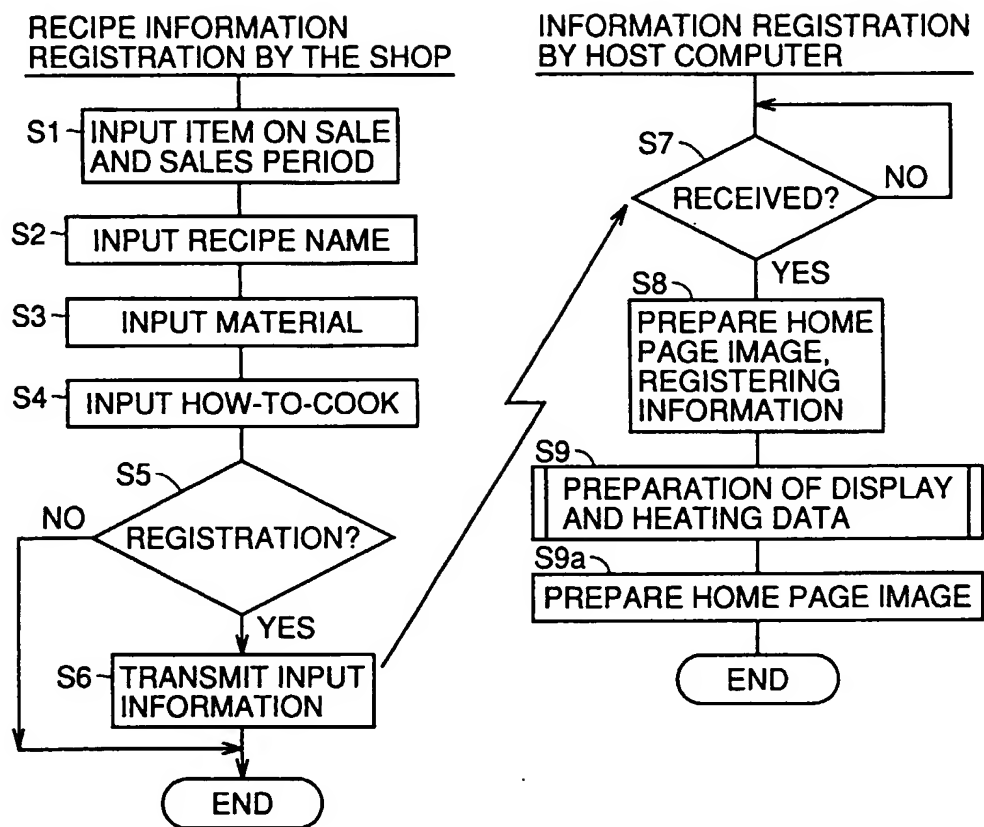 RECIPE INFORMATION
REGISTRATION BY THE SHOP
S1
INPUT ITEM ON SALE
AND SALES PERIOD
S2
INPUT RECIPE NAME
S3
INPUT MATERIAL
S4
INPUT HOW-TO-COOK
S5
NO
REGISTRATION?
YES
S6
TRANSMIT INPUT
INFORMATION
END
INFORMATION REGISTRATION
BY HOST COMPUTER
S7
RECEIVED?
NO
YES
S8
PREPARE HOME
PAGE IMAGE,
REGISTERING
INFORMATION
S9
PREPARATION OF DISPLAY
AND HEATING DATA
S9a
PREPARE HOME PAGE IMAGE
END